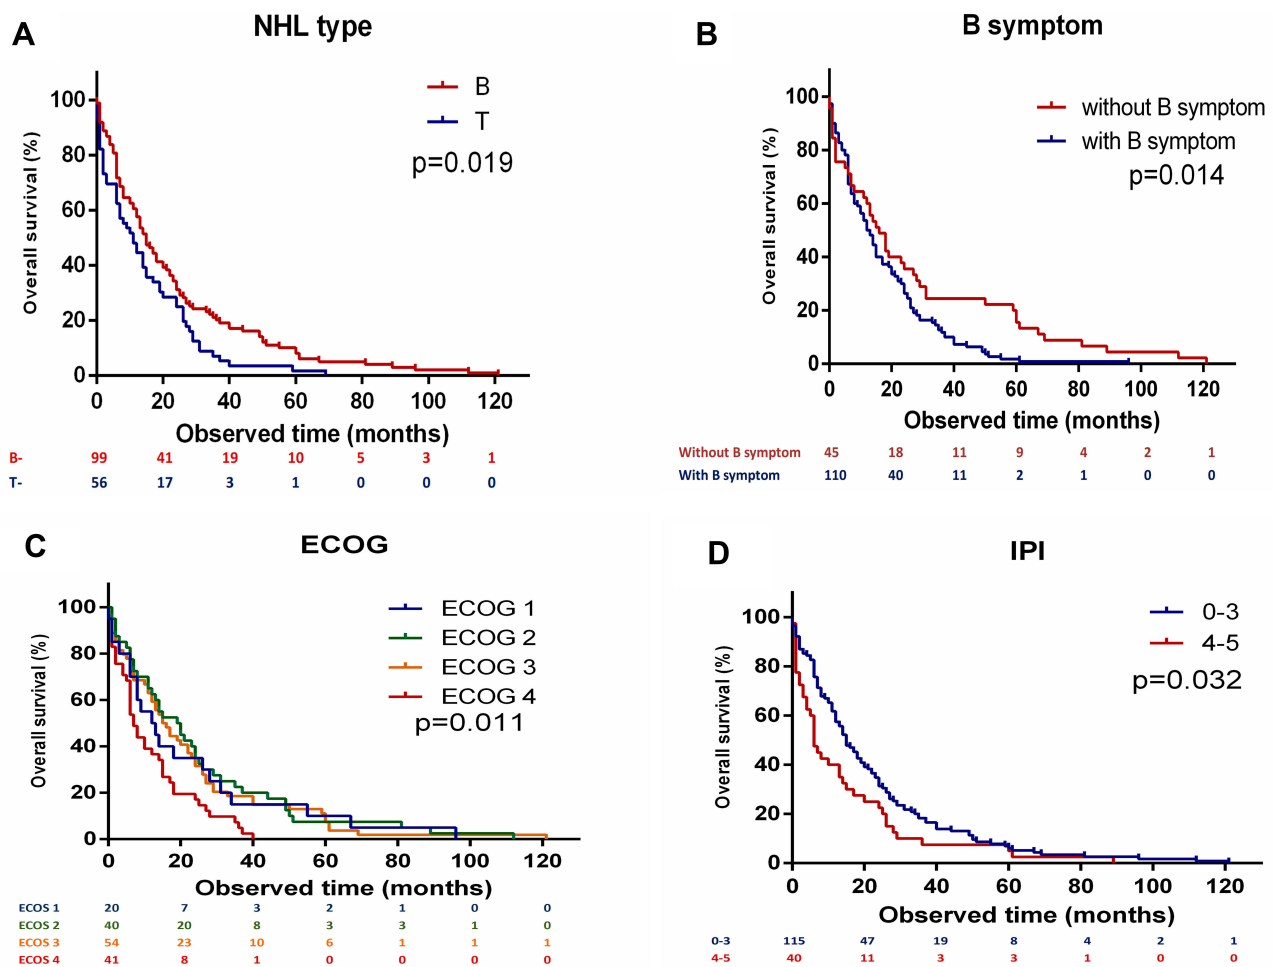 A
NHL type
B
T
p=0.019
Overall survival (%)
100
80
60
40
20
0
0 20 40 60 80 100 120
Observed time (months)
B- 99 41 19 10 5 3 1
T- 56 17 3 1 0 0 0
B
B symptom
without B symptom
with B symptom
p=0.014
Overall survival (%)
100
80
60
40
20
0
0 20 40 60 80 100 120
Observed time (months)
Without B symptom 45 18 11 9 4 2 1
With B symptom 110 40 11 2 1 0 0
C
ECOG
ECOG 1
ECOG 2
ECOG 3
ECOG 4
p=0.011
Overall survival (%)
100
80
60
40
20
0
0 20 40 60 80 100 120
Observed time (months)
ECOS 1 20 7 3 2 1 0 0
ECOS 2 40 20 8 3 3 1 0
ECOS 3 54 23 10 6 1 1 1
ECOS 4 41 8 1 0 0 0 0
D
IPI
0-3
4-5
p=0.032
Overall survival (%)
100
80
60
40
20
0
0 20 40 60 80 100 120
Observed time (months)
0-3 115 47 19 8 4 2 1
4-5 40 11 3 3 1 0 0